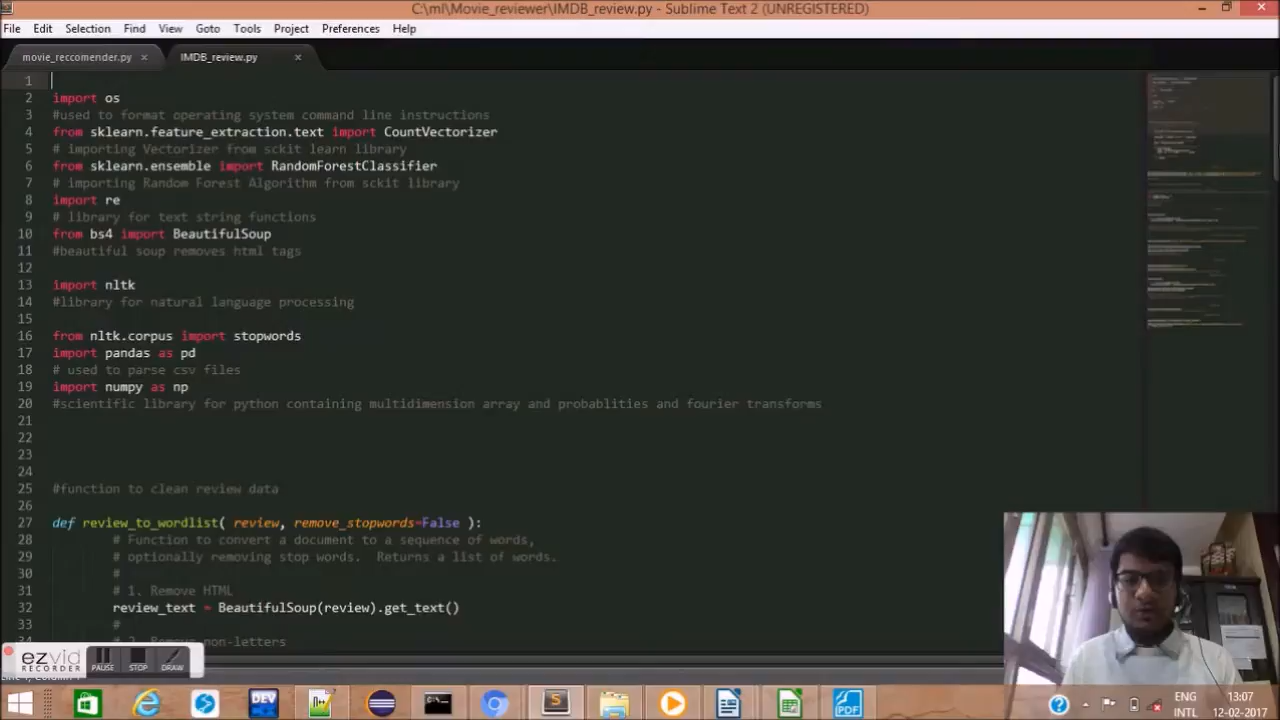 C:\ml\Movie_reviewer\IMDB_review.py - Sublime Text 2 (UNREGISTERED)
File Edit Selection Find View Goto Tools Project Preferences Help
movie_reccomender.py × IMDB_review.py ×
1
2 import os
3 #used to format operating system command line instructions
4 from sklearn.feature_extraction.text import CountVectorizer
5 # importing Vectorizer from sckit learn library
6 from sklearn.ensemble import RandomForestClassifier
7 # importing Random Forest Algorithm from sckit library
8 import re
9 # library for text string functions
10 from bs4 import BeautifulSoup
11 #beautiful soup removes html tags
12
13 import nltk
14 #library for natural language processing
15
16 from nltk.corpus import stopwords
17 import pandas as pd
18 # used to parse csv files
19 import numpy as np
20 #scientific library for python containing multidimension array and probablities and fourier transforms
21
22
23
24
25 #function to clean review data
26
27 def review_to_wordlist( review, remove_stopwords=False ):
28 # Function to convert a document to a sequence of words,
29 # optionally removing stop words.  Returns a list of words.
30 #
31 # 1. Remove HTML
32 review_text = BeautifulSoup(review).get_text()
33 #
34 # 2. Remove non-letters
ezvid
RECORDER
PAUSE STOP DRAW
DEV
PDF
ENG
INTL
13:07
12-02-2017